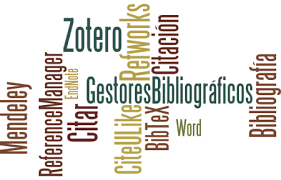 Zotero
Mendeley
ReferenceManager
EndNote
Citar
GestoresBibliográficos
CiteULike
Refworks
BibTeX
Citación
Word
Bibliografía